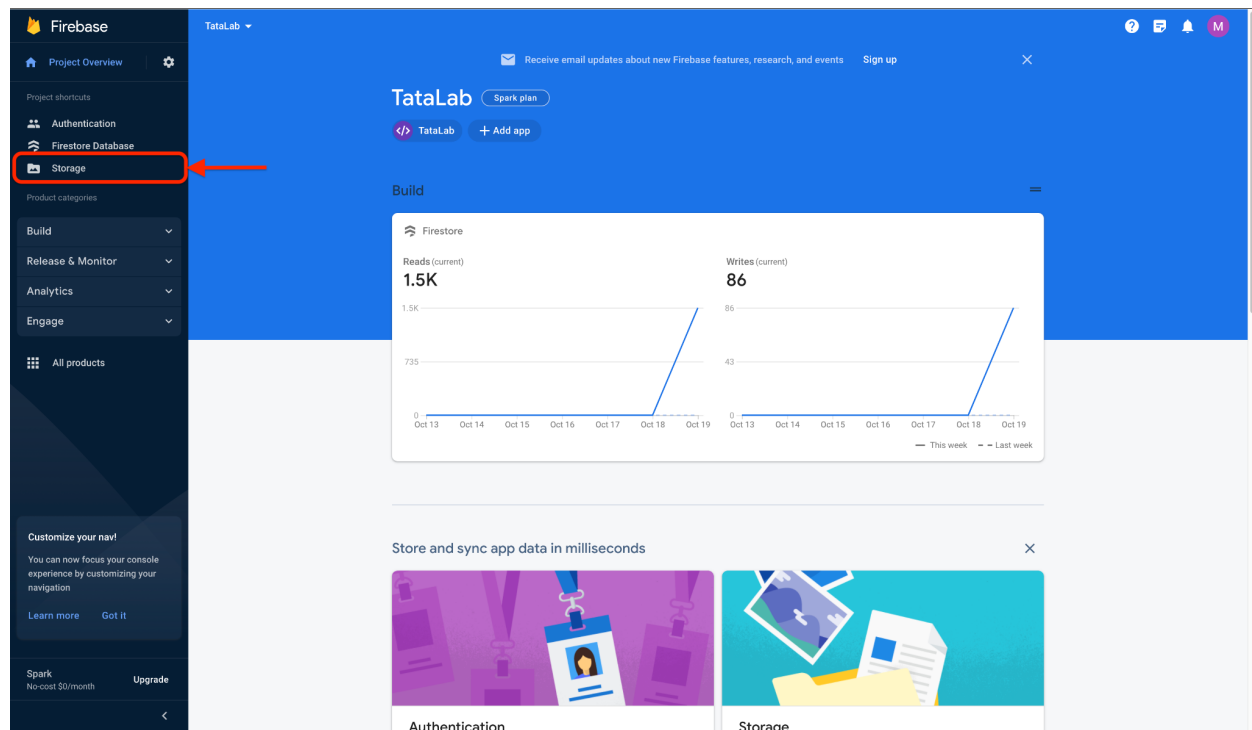 Firebase
TataLab
M
Project Overview
Receive email updates about new Firebase features, research, and events Sign up
Project shortcuts
TataLab Spark plan
Authentication
</> TataLab + Add app
Firestore Database
Storage
Product categories
Build
Build
Firestore
Release & Monitor
Reads (current) Writes (current)
1.5K 86
Analytics
Engage
1.5K 86
All products
735 43
0 0
Oct 13 Oct 14 Oct 15 Oct 16 Oct 17 Oct 18 Oct 19 Oct 13 Oct 14 Oct 15 Oct 16 Oct 17 Oct 18 Oct 19
This week Last week
Customize your nav!
You can now focus your console
experience by customizing your
navigation
Learn more Got it
Store and sync app data in milliseconds
Spark
No-cost $0/month Upgrade
Authentication Storage